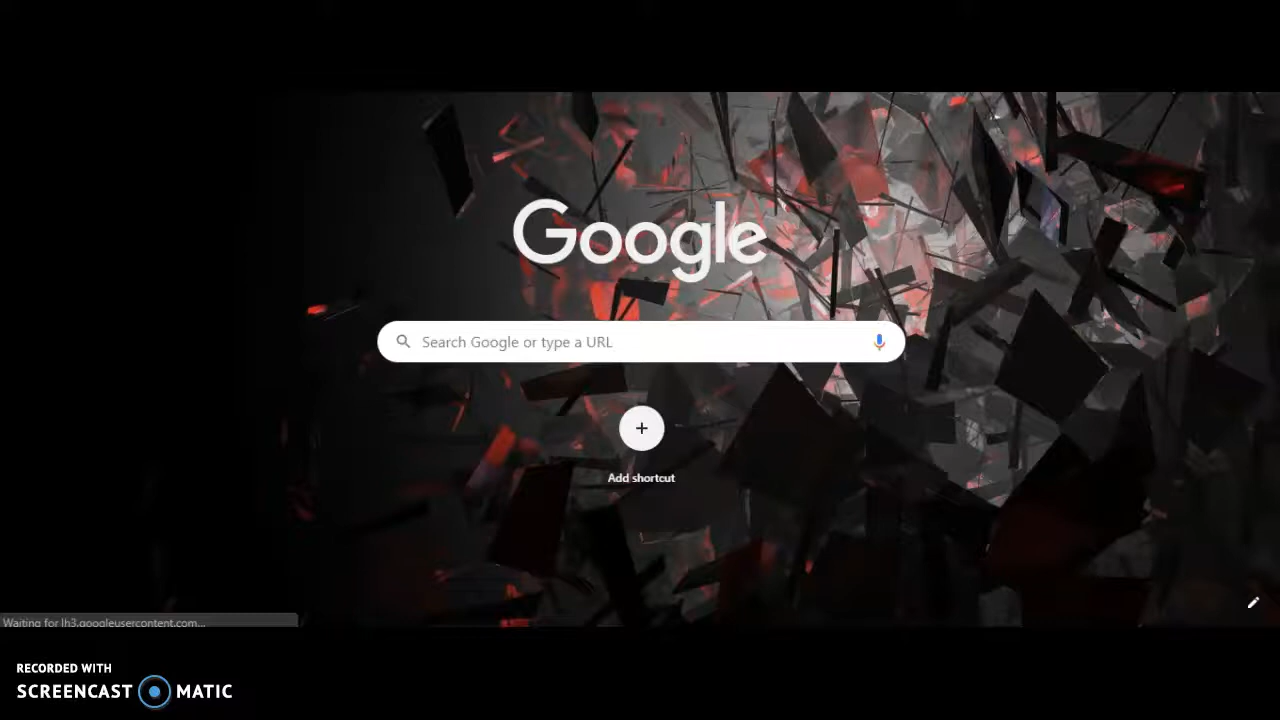 Google
Search Google or type a URL
+
Add shortcut
Waiting for lh3.googleusercontent.com...
RECORDED WITH
SCREENCAST MATIC